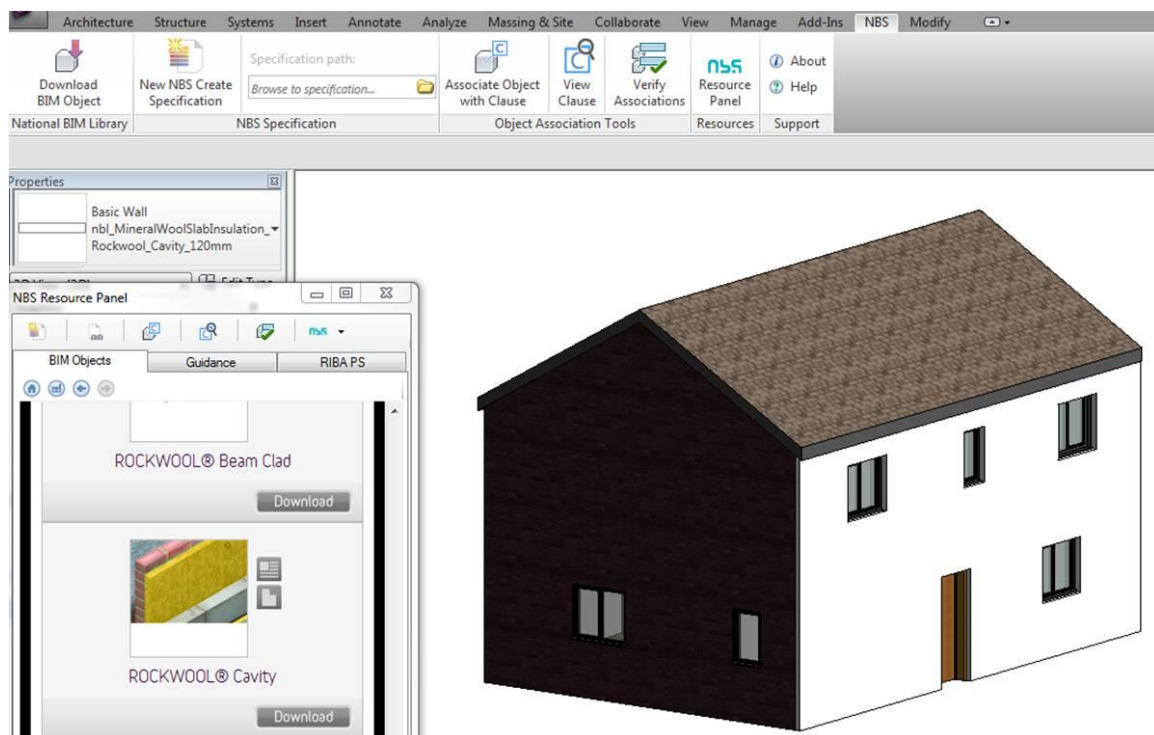 Architecture Structure Systems Insert Annotate Analyze Massing & Site Collaborate View Manage Add-Ins NBS Modify
Download
BIM Object
New NBS Create
Specification
Specification path:
Browse to specification...
Associate Object
with Clause
View
Clause
Verify
Associations
nbs
Resource
Panel
About
Help
National BIM Library
NBS Specification
Object Association Tools
Resources
Support
Properties
Basic Wall
nbl_MineralWoolSlabInsulation_
Rockwool_Cavity_120mm
Edit Type
NBS Resource Panel
nbs
BIM Objects
Guidance
RIBA PS
ROCKWOOL® Beam Clad
Download
ROCKWOOL® Cavity
Download